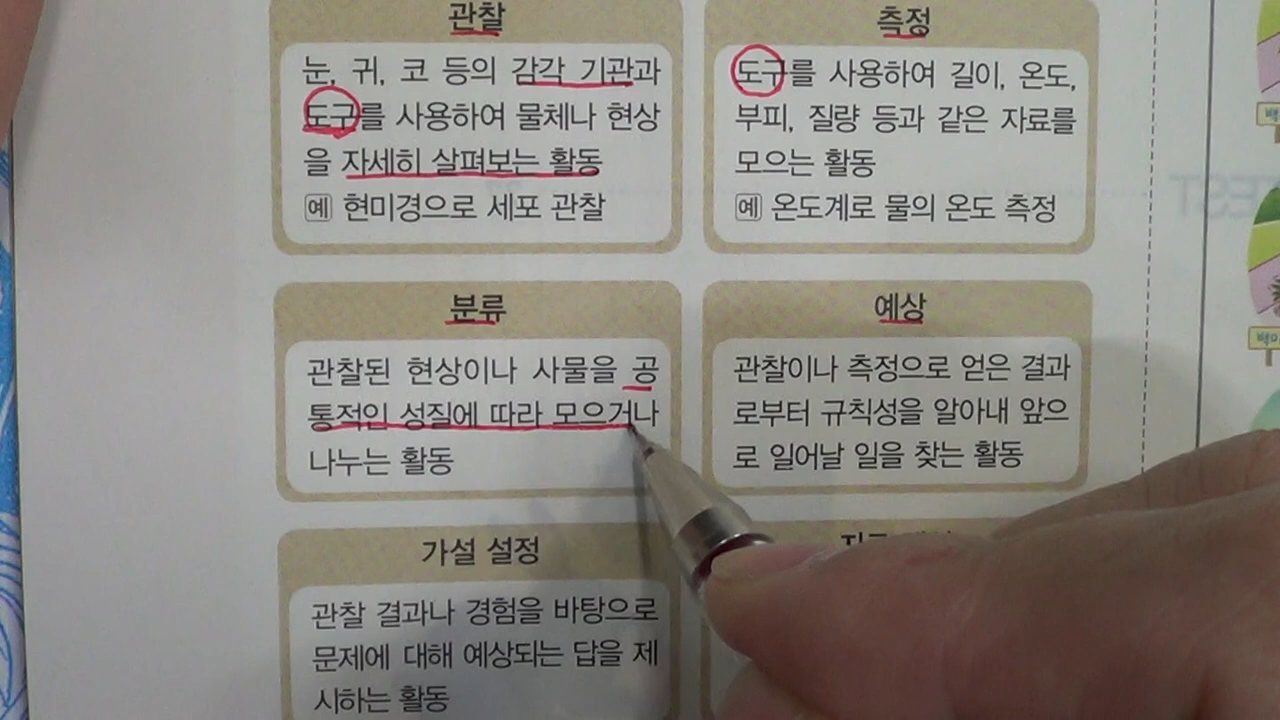 관찰
눈, 귀, 코 등의 감각 기관과
도구를 사용하여 물체나 현상
을 자세히 살펴보는 활동
예 현미경으로 세포 관찰
측정
도구를 사용하여 길이, 온도,
부피, 질량 등과 같은 자료를
모으는 활동
예 온도계로 물의 온도 측정
분류
관찰된 현상이나 사물을 공
통적인 성질에 따라 모으거나
나누는 활동
예상
관찰이나 측정으로 얻은 결과
로부터 규칙성을 알아내 앞으
로 일어날 일을 찾는 활동
가설 설정
관찰 결과나 경험을 바탕으로
문제에 대해 예상되는 답을 제
시하는 활동